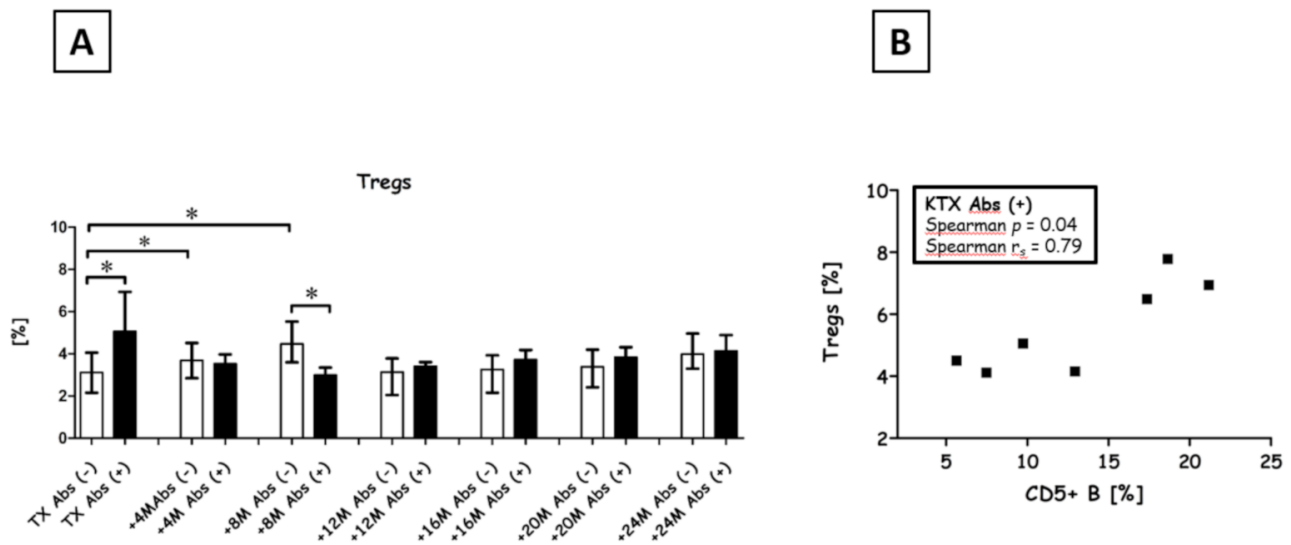 A
B
Tregs
*
*
*
*
[%]
10
8
6
4
2
0
TX Abs (-)
TX Abs (+)
+4MAbs (-)
+4M Abs (+)
+8M Abs (-)
+8M Abs (+)
+12M Abs (-)
+12M Abs (+)
+16M Abs (-)
+16M Abs (+)
+20M Abs (-)
+20M Abs (+)
+24M Abs (-)
+24M Abs (+)
KTX Abs (+)
Spearman p = 0.04
Spearman rs = 0.79
Tregs [%]
10
8
6
4
2
5
10
15
20
25
CD5+ B [%]